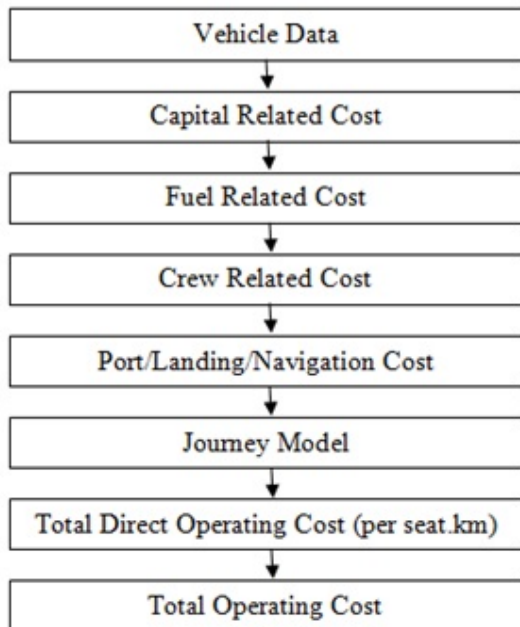 Vehicle Data
Capital Related Cost
Fuel Related Cost
Crew Related Cost
Port/Landing/Navigation Cost
Journey Model
Total Direct Operating Cost (per seat.km)
Total Operating Cost